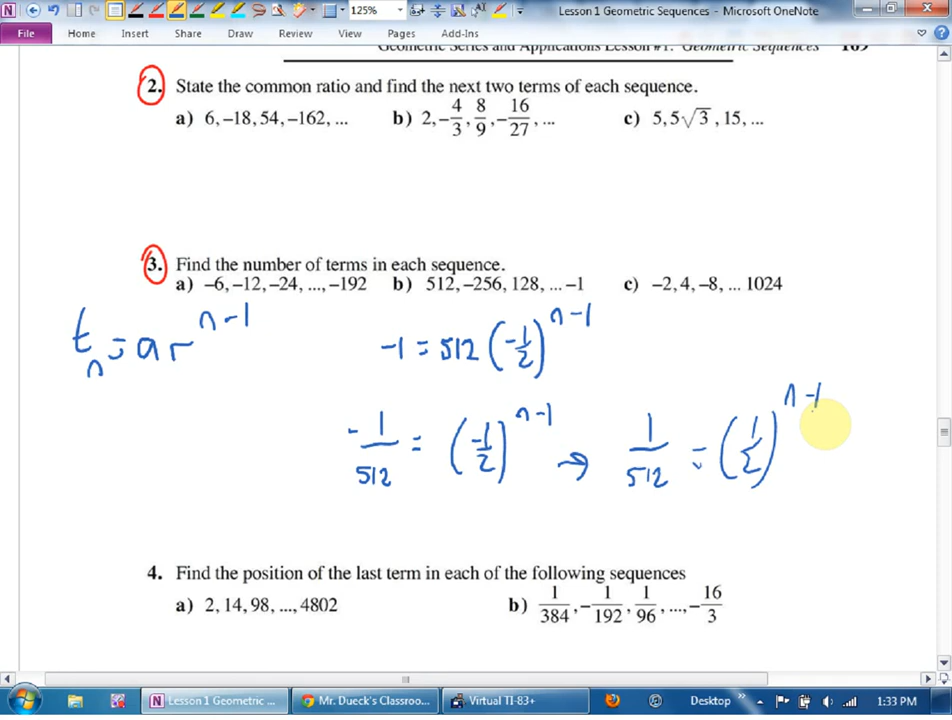 125%
Lesson 1 Geometric Sequences - Microsoft OneNote
File Home Insert Share Draw Review View Pages Add-Ins
Geometric Series and Applications Lesson #1: Geometric Sequences 169
2. State the common ratio and find the next two terms of each sequence.
a) 6, –18, 54, –162, ... b) 2, –4/3, 8/9, –16/27, ... c) 5, 5√3, 15, ...
3. Find the number of terms in each sequence.
a) –6, –12, –24, ..., –192 b) 512, –256, 128, ... –1 c) –2, 4, –8, ... 1024
tₙ = ar^(n-1) -1 = 512(-1/2)^(n-1)
-1/512 = (-1/2)^(n-1) → 1/512 = (1/2)^(n-1)
4. Find the position of the last term in each of the following sequences
a) 2, 14, 98, ..., 4802 b) 1/384, –1/192, 1/96, ..., –16/3
Lesson 1 Geometric ... Mr. Dueck's Classroo... Virtual TI-83+ Desktop » 1:33 PM